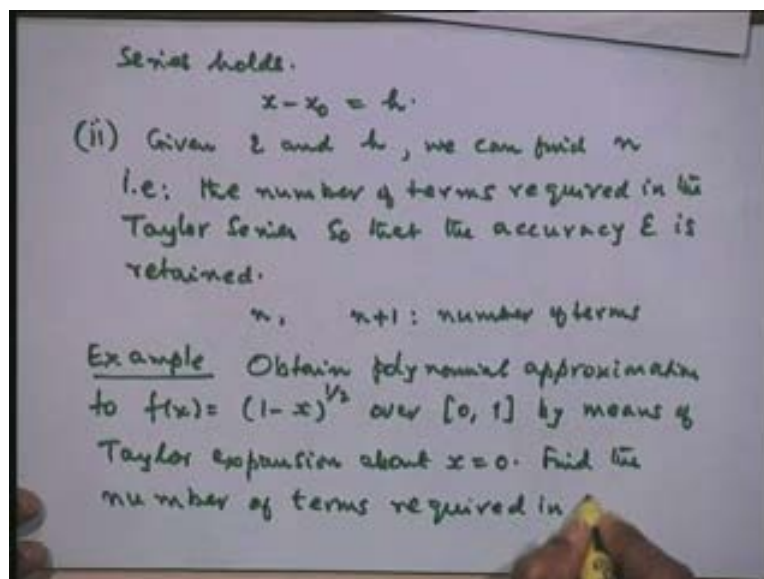 Series holds.
x - x₀ = h.
(ii) Given ε and h, we can find n
i.e: the number of terms required in the
Taylor Series So that the accuracy ε is
retained.
n, n+1 : number of terms
Example Obtain polynomial approximation
to f(x) = (1-x)^{1/2} over [0, 1] by means of
Taylor expansion about x = 0. Find the
number of terms required in